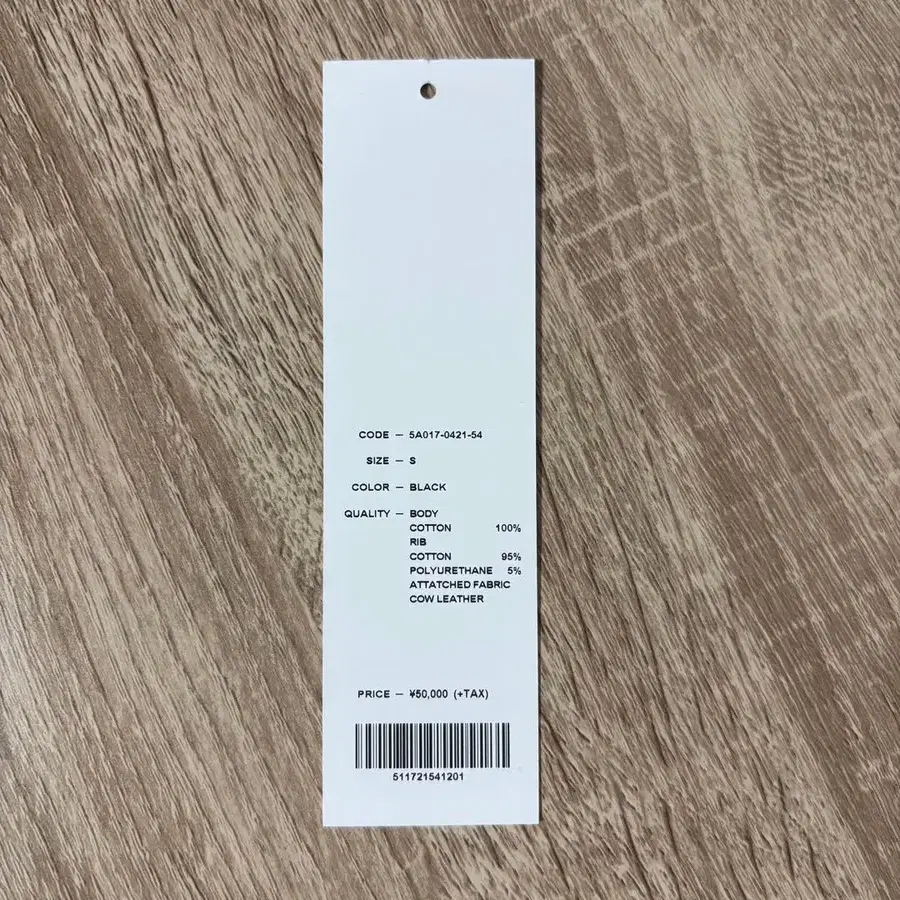 CODE — 5A017-0421-54
SIZE — S
COLOR — BLACK
QUALITY — BODY
COTTON 100%
RIB
COTTON 95%
POLYURETHANE 5%
ATTATCHED FABRIC
COW LEATHER
PRICE — ¥50,000 (+TAX)
511721541201